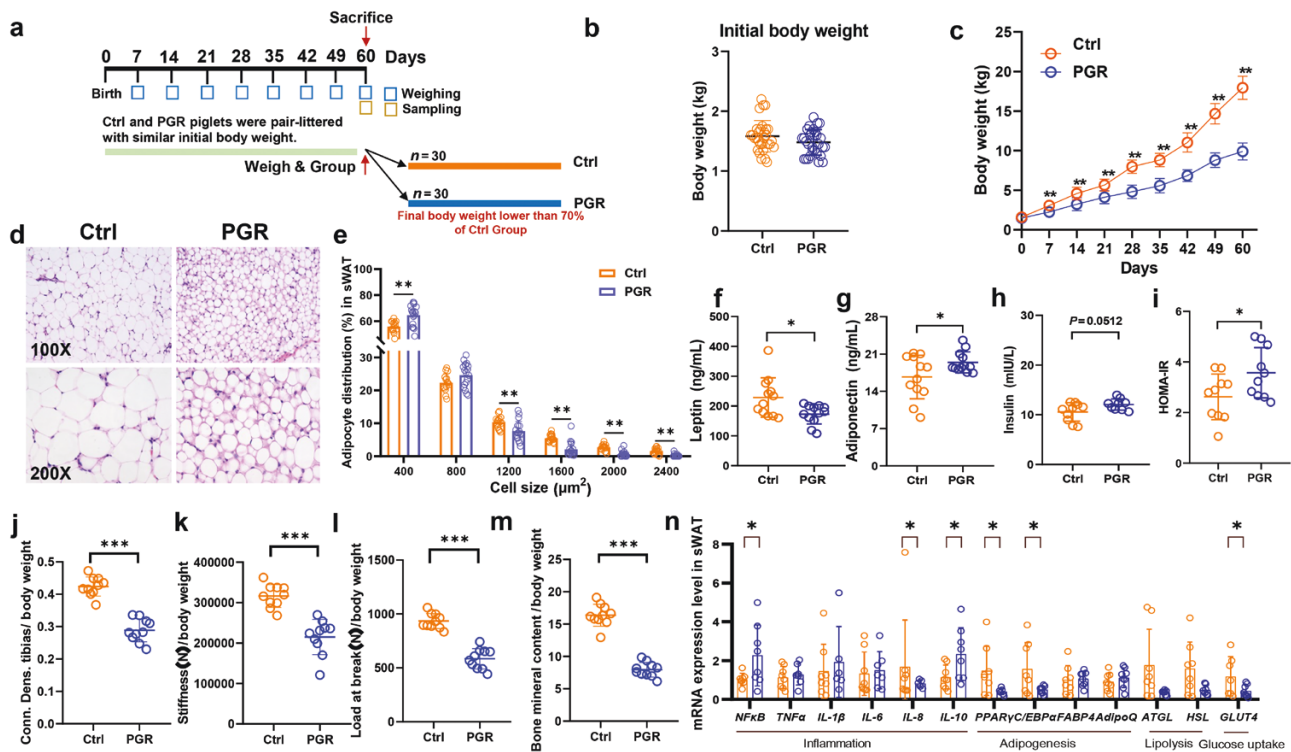 a
Sacrifice
0 7 14 21 28 35 42 49 60 Days
Birth
Weighing
Sampling
Ctrl and PGR piglets were pair-littered
with similar initial body weight.
Weigh & Group
n = 30
Ctrl
n = 30
PGR
Final body weight lower than 70%
of Ctrl Group
b
Initial body weight
Body weight (kg)
3
2
1
0
Ctrl PGR
c
Ctrl
PGR
Body weight (kg)
25
20
15
10
5
0
** ** ** ** ** ** ** **
0 7 14 21 28 35 42 49 60
Days
d
Ctrl PGR
100X
200X
e
Adipocyte distribution (%) in sWAT
100
80
60
30
20
10
0
Ctrl
PGR
** ** ** ** **
400 800 1200 1600 2000 2400
Cell size (μm²)
f
Leptin (ng/mL)
500
400
300
200
100
0
*
Ctrl PGR
g
Adiponectin (ng/mL)
29
21
14
7
0
*
Ctrl PGR
h
Insulin (mIU/L)
30
20
10
0
P=0.0512
Ctrl PGR
i
HOMA-IR
6
4
2
0
*
Ctrl PGR
j
Conn. Dens. tibias/ body weight
0.5
0.4
0.3
0.2
0.1
0.0
***
Ctrl PGR
k
Stiffness(N)/body weight
400000
300000
200000
100000
0
***
Ctrl PGR
l
Load at break(N)/body weight
1500
1000
500
0
***
Ctrl PGR
m
Bone mineral content/body weight
25
20
15
10
5
0
***
Ctrl PGR
n
mRNA expression level in sWAT
8
6
4
2
0
* * * * * *
NFκB TNFα IL-1β IL-6 IL-8 IL-10 PPARγ C/EBPα FABP4 AdipoQ ATGL HSL GLUT4
Inflammation Adipogenesis Lipolysis Glucose uptake